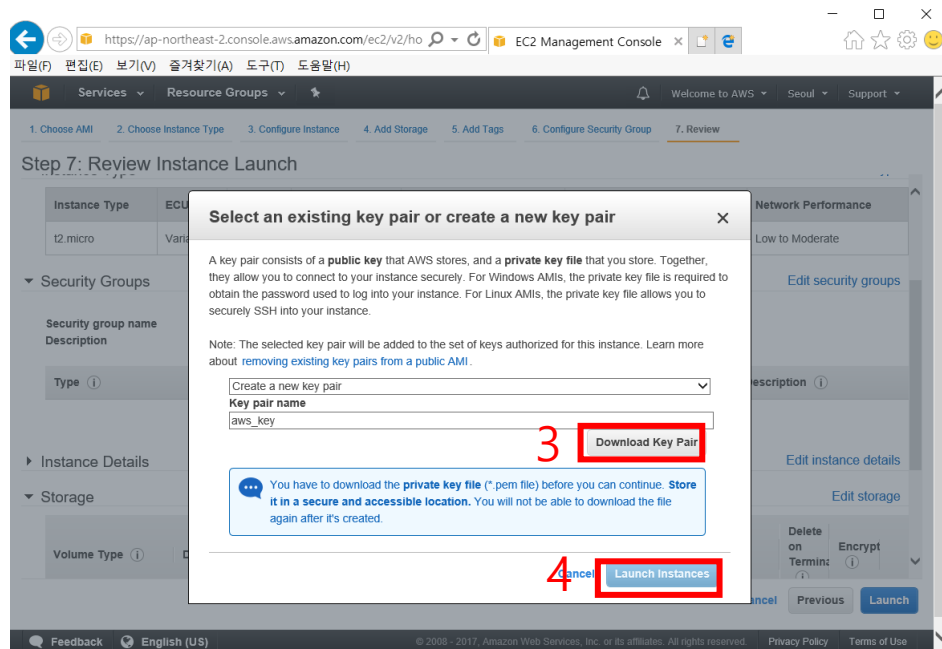 https://ap-northeast-2.console.aws.amazon.com/ec2/v2/ho
EC2 Management Console
파일(F) 편집(E) 보기(V) 즐겨찾기(A) 도구(T) 도움말(H)
Services Resource Groups Welcome to AWS Seoul Support
1. Choose AMI 2. Choose Instance Type 3. Configure Instance 4. Add Storage 5. Add Tags 6. Configure Security Group 7. Review
Step 7: Review Instance Launch
Instance Type ECU Network Performance
t2.micro Varia Low to Moderate
Security Groups Edit security groups
Security group name
Description
Type
Instance Details Edit instance details
Storage Edit storage
Volume Type D
Delete
on
Termina
Encrypt
Select an existing key pair or create a new key pair
A key pair consists of a public key that AWS stores, and a private key file that you store. Together,
they allow you to connect to your instance securely. For Windows AMIs, the private key file is required to
obtain the password used to log into your instance. For Linux AMIs, the private key file allows you to
securely SSH into your instance.
Note: The selected key pair will be added to the set of keys authorized for this instance. Learn more
about removing existing key pairs from a public AMI .
Create a new key pair
Key pair name
aws_key
3
Download Key Pair
You have to download the private key file (*.pem file) before you can continue. Store
it in a secure and accessible location. You will not be able to download the file
again after it's created.
4
Cancel Launch Instances
Previous Launch
Feedback English (US) © 2008 - 2017, Amazon Web Services, Inc. or its affiliates. All rights reserved. Privacy Policy Terms of Use